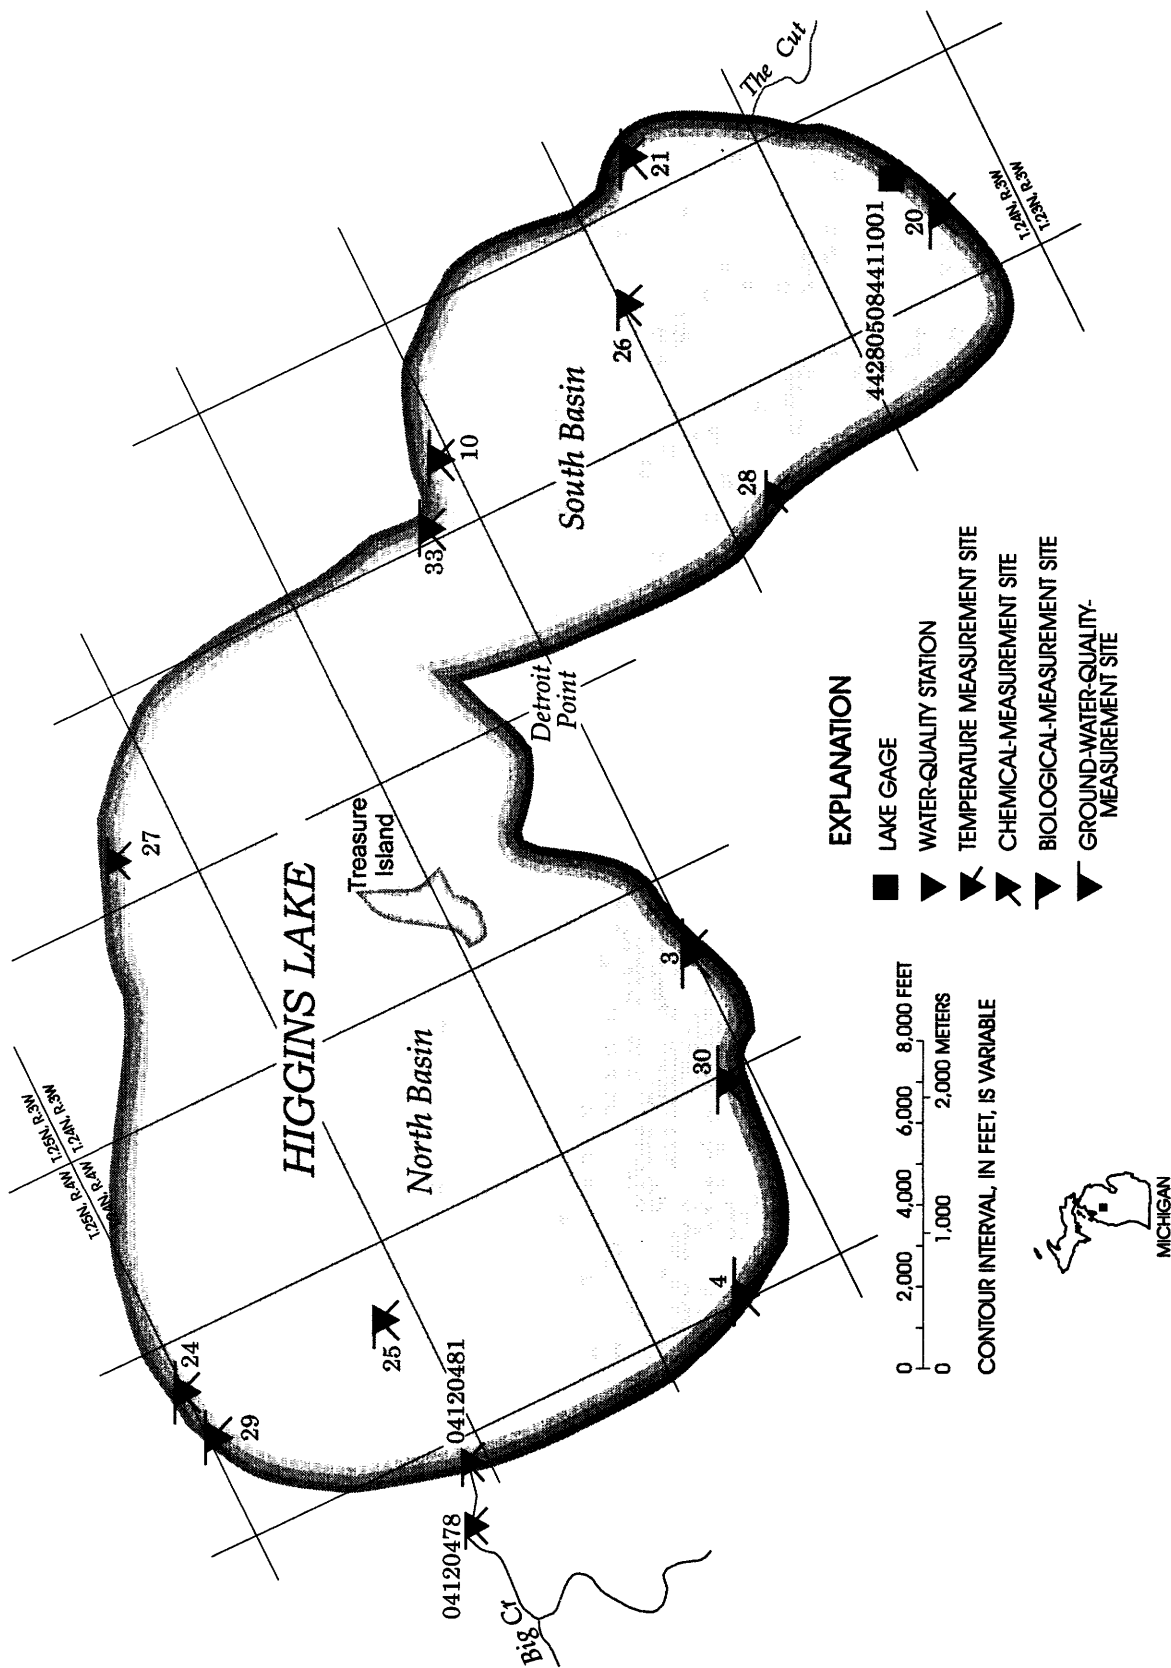 T.25N, R.4W T.25N, R.3W
T.24N, R.4W T.24N, R.3W
24
29
25
04120481
04120478
Big Cr
27
HIGGINS LAKE
North Basin
Treasure
Island
4
30
3
Detroit
Point
33
10
South Basin
28
26
21
20
442805084411001
The Cut
T.24N, R.3W
T.23N, R.3W
EXPLANATION
LAKE GAGE
WATER-QUALITY STATION
TEMPERATURE MEASUREMENT SITE
CHEMICAL-MEASUREMENT SITE
BIOLOGICAL-MEASUREMENT SITE
GROUND-WATER-QUALITY-
MEASUREMENT SITE
0 2,000 4,000 6,000 8,000 FEET
0 1,000 2,000 METERS
CONTOUR INTERVAL, IN FEET, IS VARIABLE
MICHIGAN